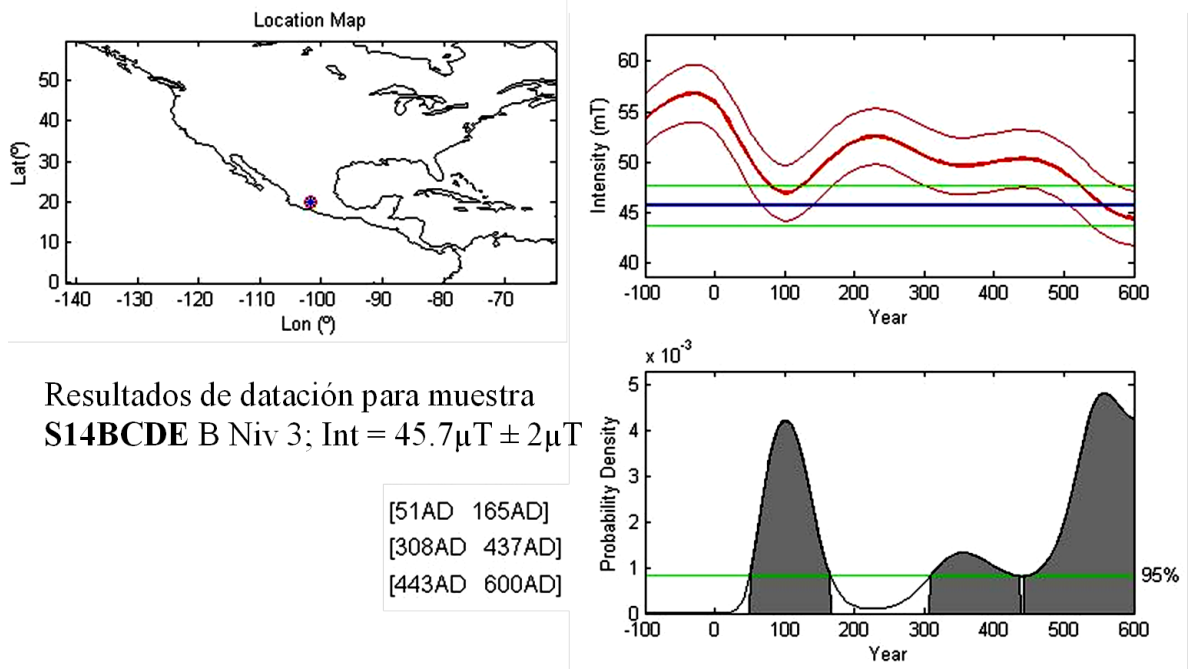 Location Map
Lat(º)
50
40
30
20
10
0
-140 -130 -120 -110 -100 -90 -80 -70
Lon (º)
Intensity (mT)
60
55
50
45
40
-100 0 100 200 300 400 500 600
Year
Resultados de datación para muestra
S14BCDE B Niv 3; Int = 45.7µT ± 2µT
[51AD 165AD]
[308AD 437AD]
[443AD 600AD]
x 10-3
Probability Density
5
4
3
2
1
0
95%
-100 0 100 200 300 400 500 600
Year